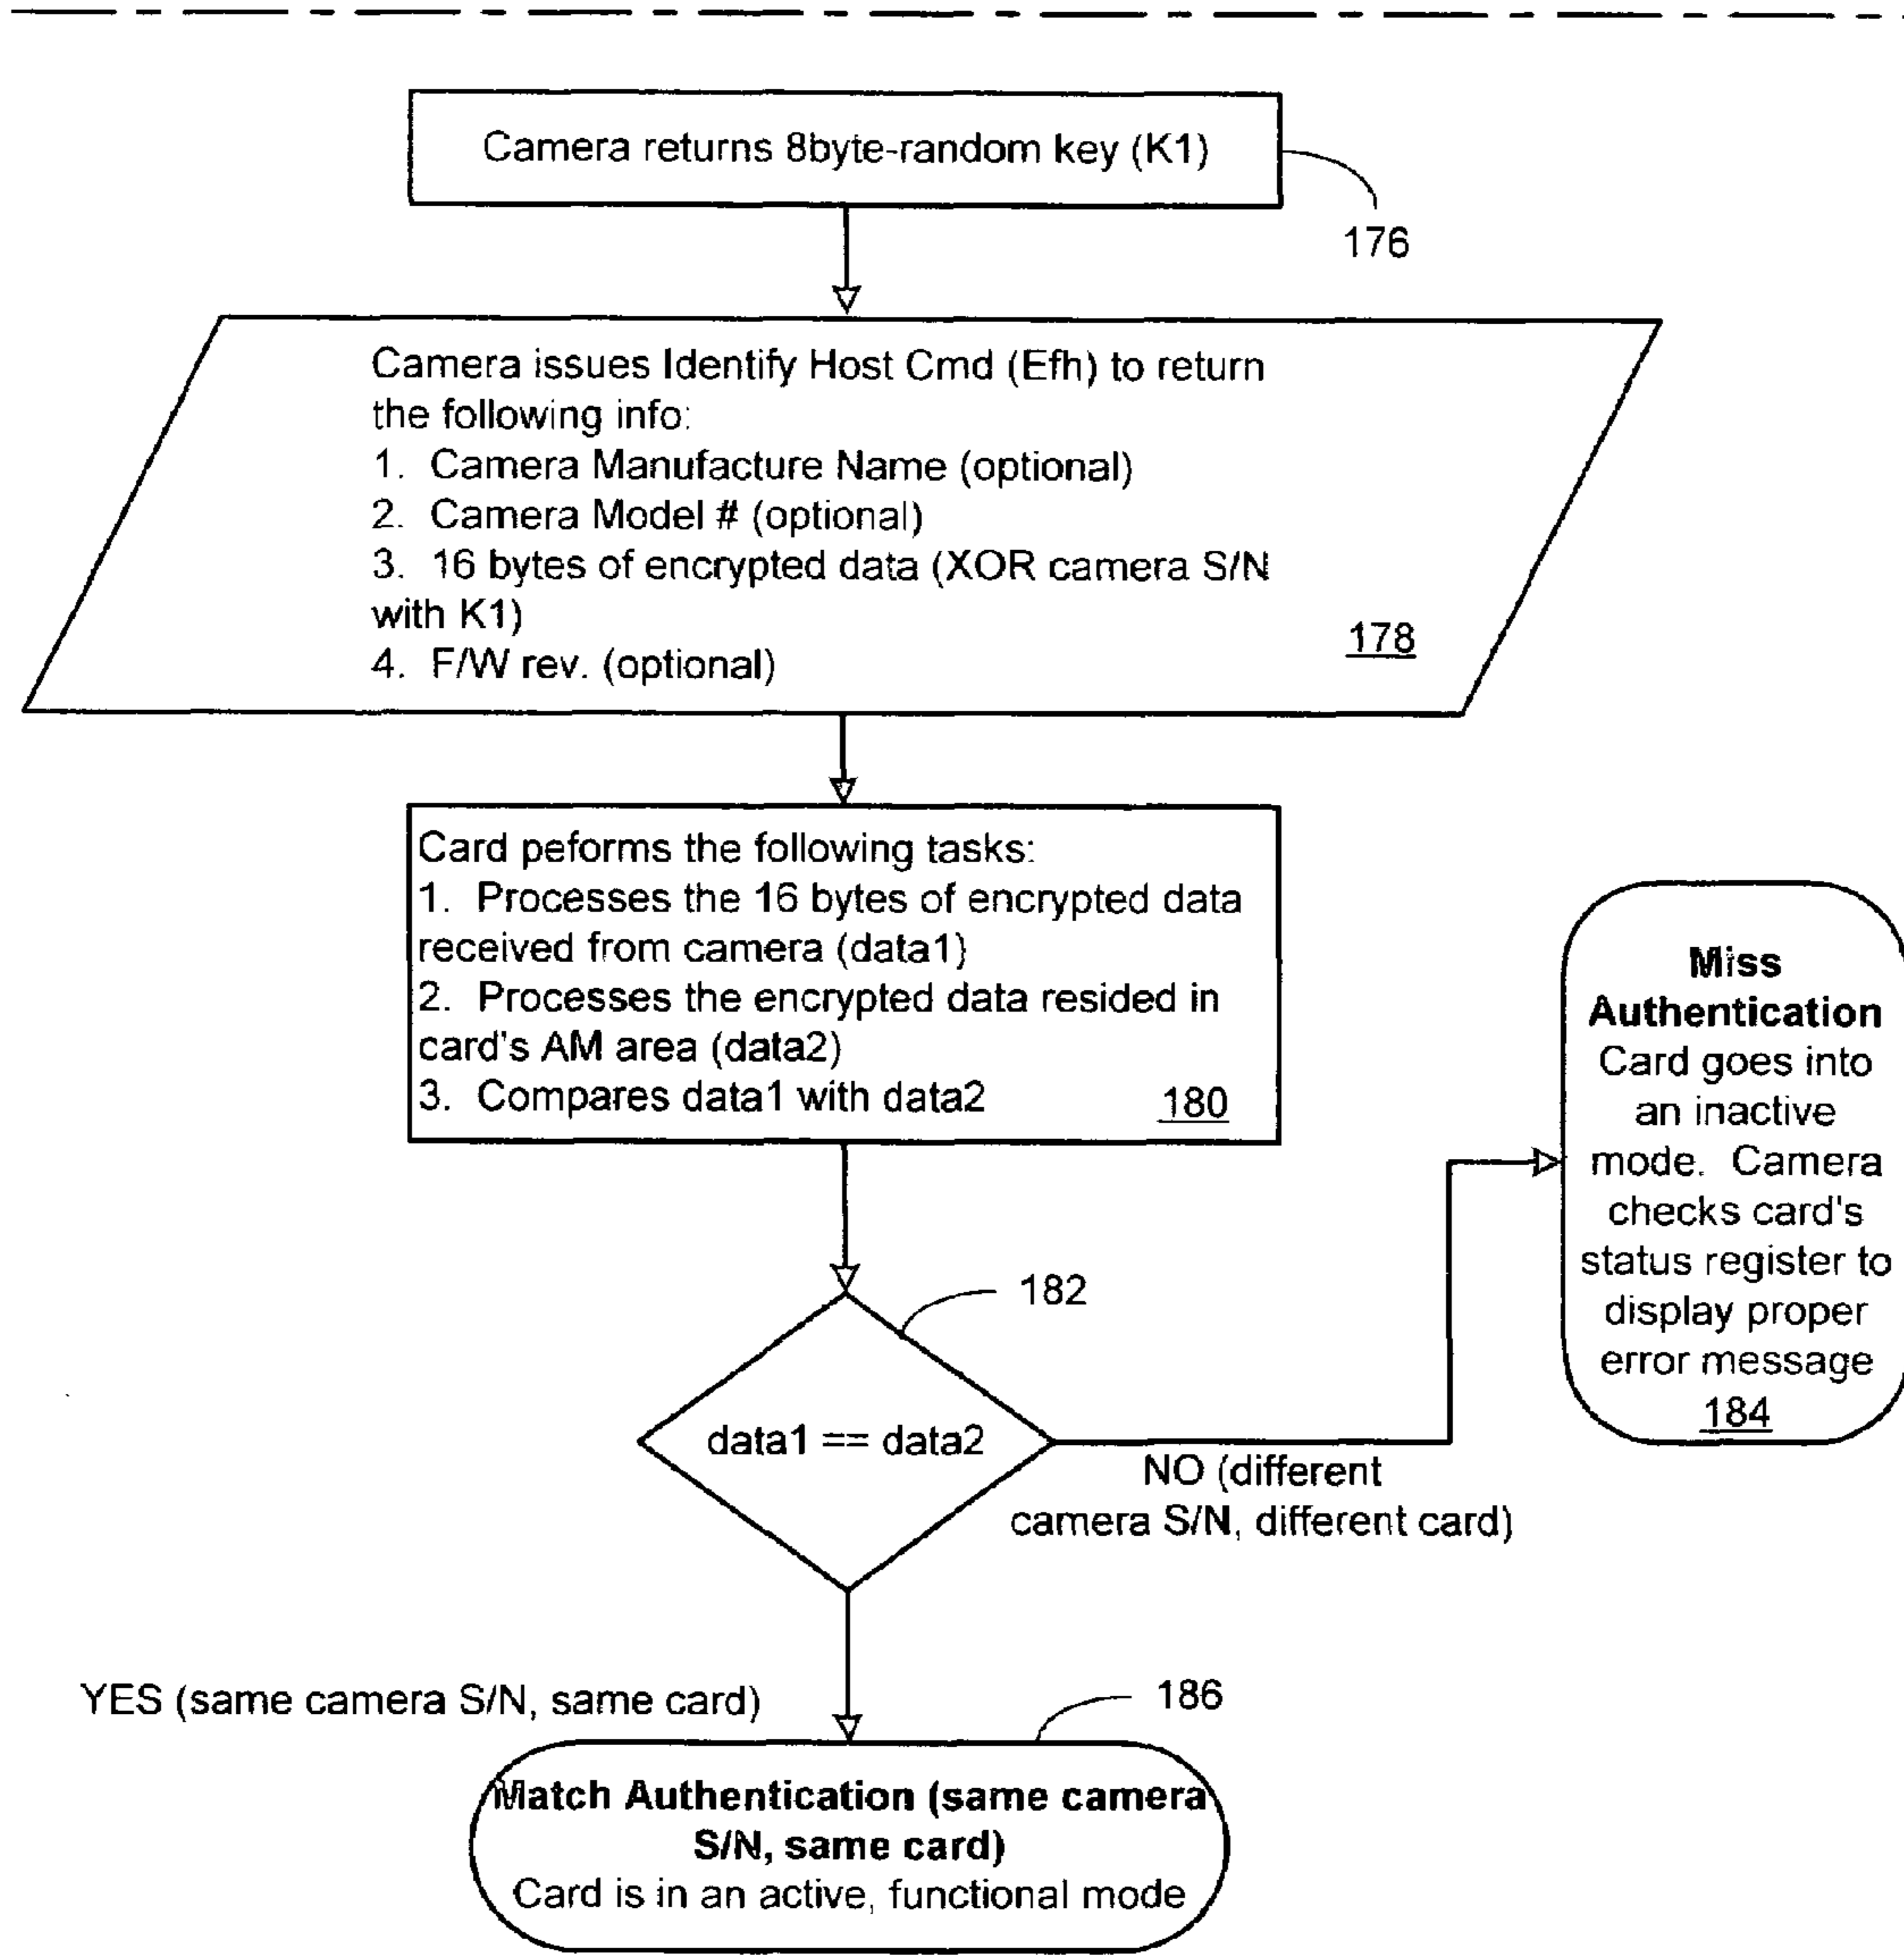 Camera returns 8byte-random key (K1)
176
Camera issues Identify Host Cmd (Efh) to return
the following info:
1. Camera Manufacture Name (optional)
2. Camera Model # (optional)
3. 16 bytes of encrypted data (XOR camera S/N
with K1)
4. F/W rev. (optional)
178
Card peforms the following tasks:
1. Processes the 16 bytes of encrypted data
received from camera (data1)
2. Processes the encrypted data resided in
card's AM area (data2)
3. Compares data1 with data2
180
Miss
Authentication
Card goes into
an inactive
mode. Camera
checks card's
status register to
display proper
error message
184
182
data1 == data2
NO (different
camera S/N, different card)
YES (same camera S/N, same card)
186
Match Authentication (same camera
S/N, same card)
Card is in an active, functional mode